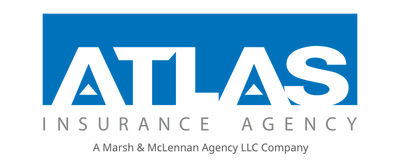 ATLAS
INSURANCE AGENCY
A Marsh & McLennan Agency LLC Company